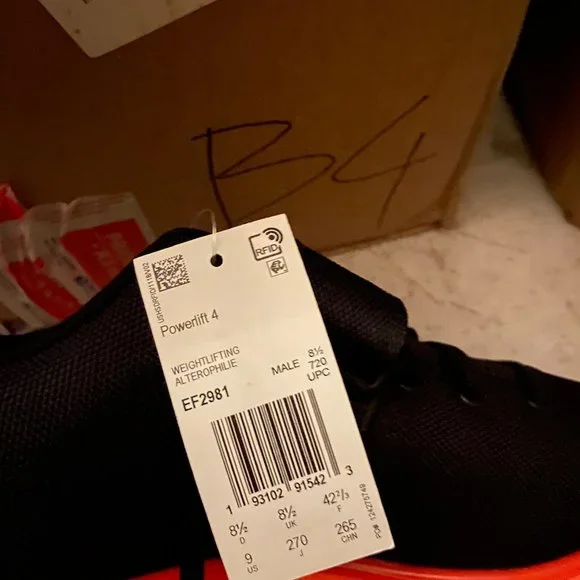 B4
RFID
Powerlift 4
WEIGHTLIFTING
ALTEROPHILIE
MALE 8½
720
UPC
EF2981
1 93102 91542 3
8½ 8½ 42⅔
D UK F
9 270 265
US J CHN